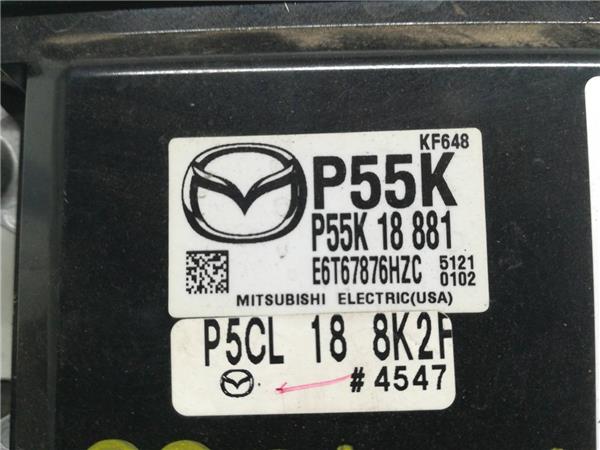 KF648
P55K
P55K 18 881
E6T67876HZC 5121
0102
MITSUBISHI ELECTRIC(USA)
P5CL 18 8K2F
#4547